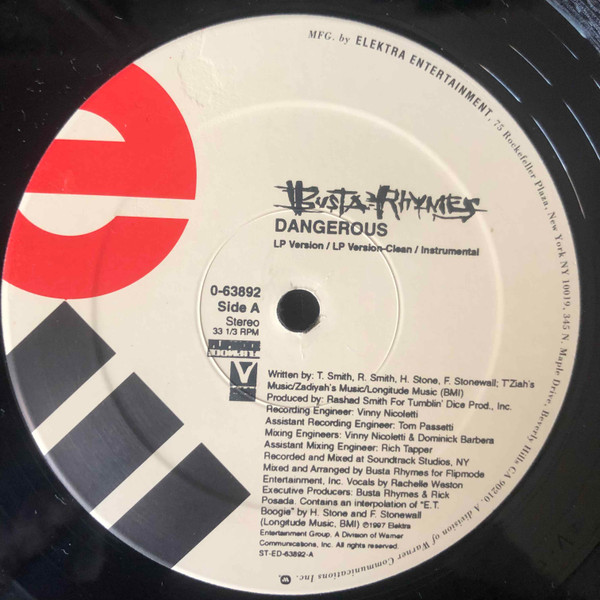 MFG. by ELEKTRA ENTERTAINMENT, 75 Rockefeller Plaza, New York NY 10019, 345 N. Maple Drive, Beverly Hills CA 90210. A division of Warner Communications Inc.
BUSTA RHYMES
DANGEROUS
LP Version / LP Version-Clean / Instrumental
0-63892
Side A
Stereo
33 1/3 RPM
FLIPMODE
Written by: T. Smith, R. Smith, H. Stone, F. Stonewall; T'Ziah's
Music/Zadiyah's Music/Longitude Music (BMI)
Produced by: Rashad Smith For Tumblin' Dice Prod., Inc.
Recording Engineer: Vinny Nicoletti
Assistant Recording Engineer: Tom Passetti
Mixing Engineers: Vinny Nicoletti & Dominick Barbera
Assistant Mixing Engineer: Rich Tapper
Recorded and Mixed at Soundtrack Studios, NY
Mixed and Arranged by Busta Rhymes for Flipmode
Entertainment, Inc. Vocals by Rachelle Weston
Executive Producers: Busta Rhymes & Rick
Posada. Contains an interpolation of "E.T.
Boogie" by H. Stone and F. Stonewall
(Longitude Music, BMI) ℗1997 Elektra
Entertainment Group. A Division of Warner
Communications, Inc. All rights reserved.
ST-ED-63892-A